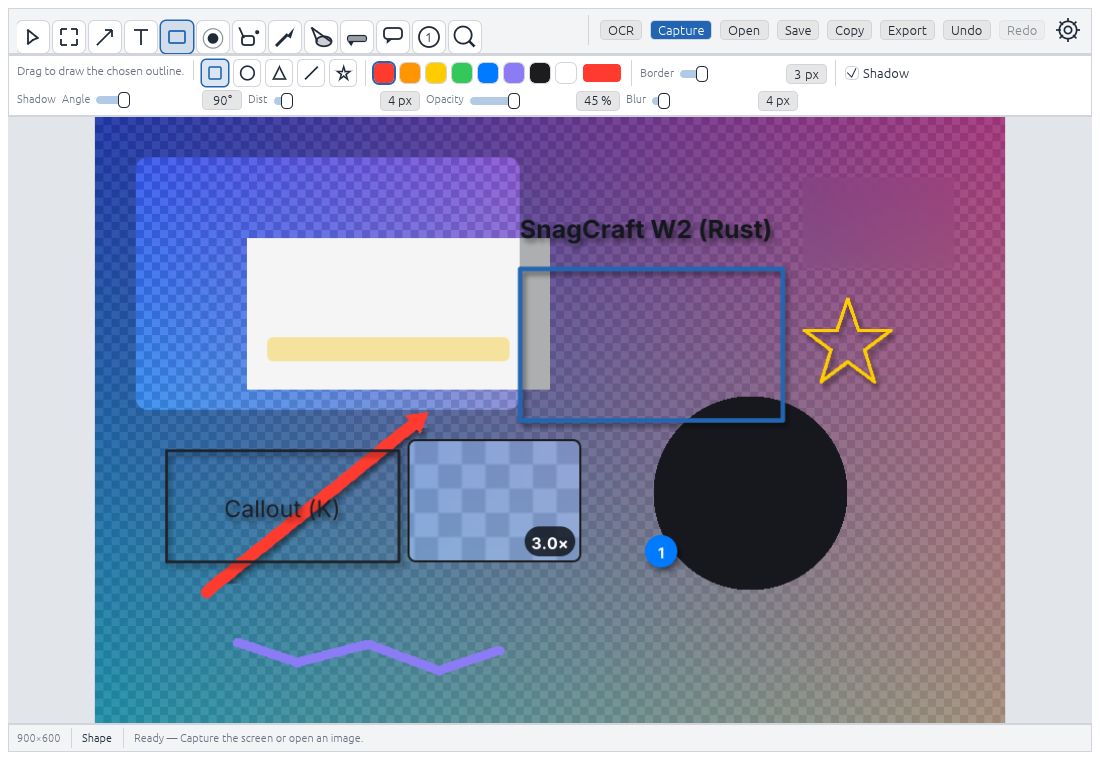 T
1
OCR
Capture
Open
Save
Copy
Export
Undo
Redo
Drag to draw the chosen outline.
Border
3 px
Shadow
Shadow Angle
90°
Dist
4 px
Opacity
45 %
Blur
4 px
SnagCraft W2 (Rust)
Callout (K)
3.0×
1
900×600
Shape
Ready — Capture the screen or open an image.